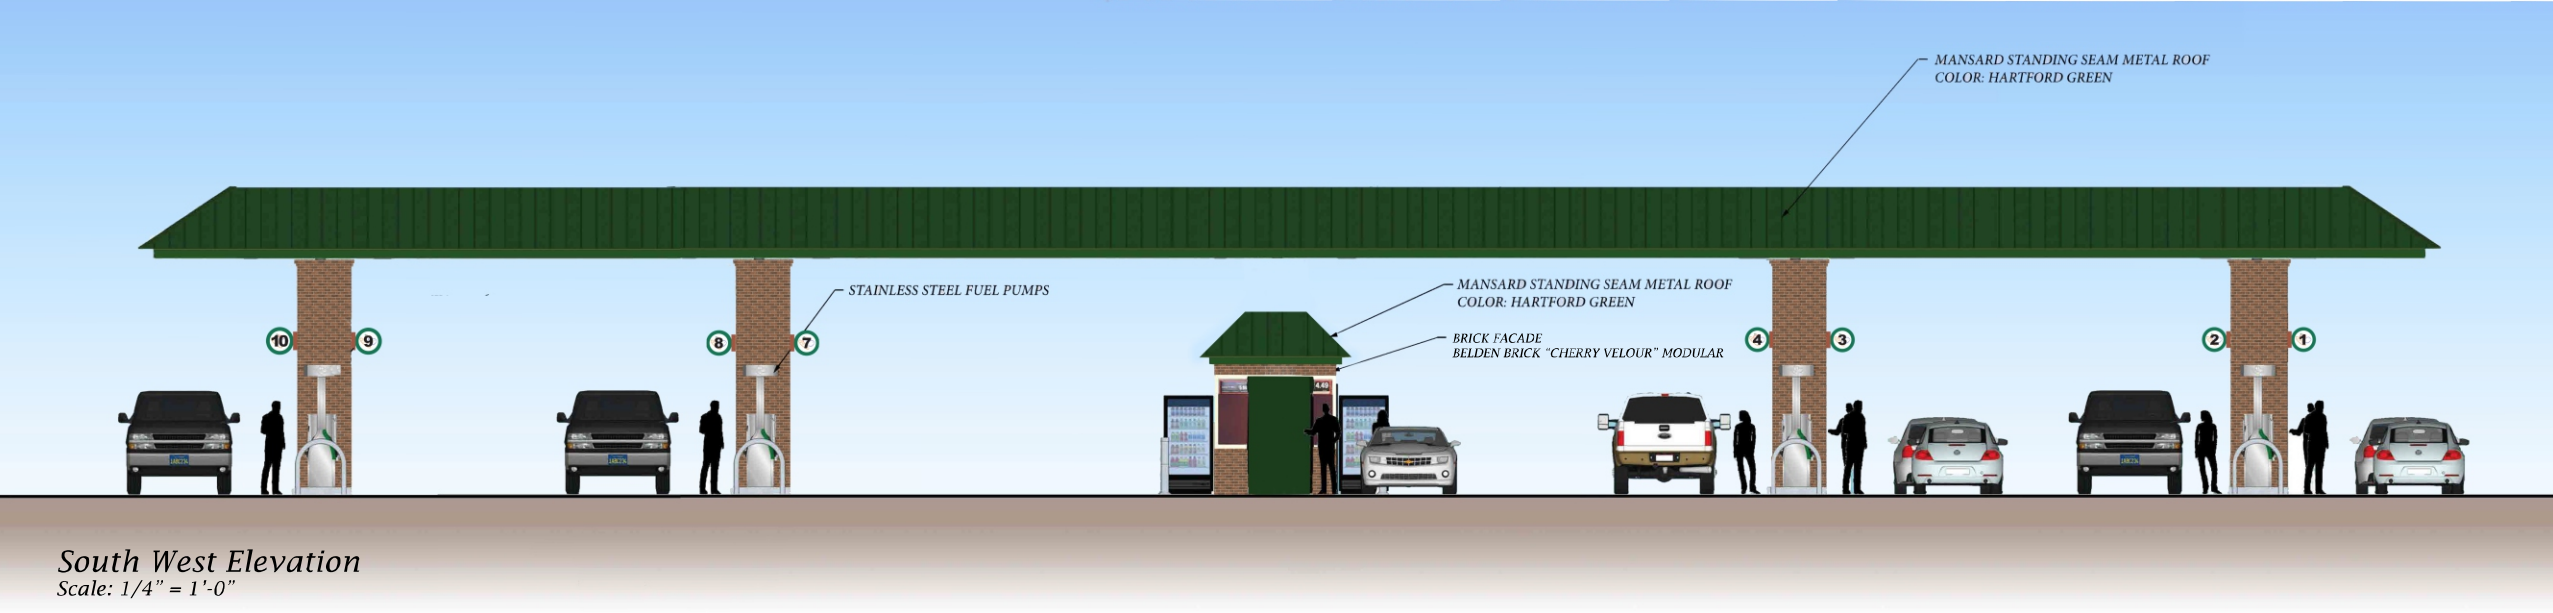 MANSARD STANDING SEAM METAL ROOF
COLOR: HARTFORD GREEN
STAINLESS STEEL FUEL PUMPS
MANSARD STANDING SEAM METAL ROOF
COLOR: HARTFORD GREEN
BRICK FACADE
BELDEN BRICK “CHERRY VELOUR” MODULAR
10 9 8 7 4 3 2 1
4.49
South West Elevation
Scale: 1/4” = 1'-0”